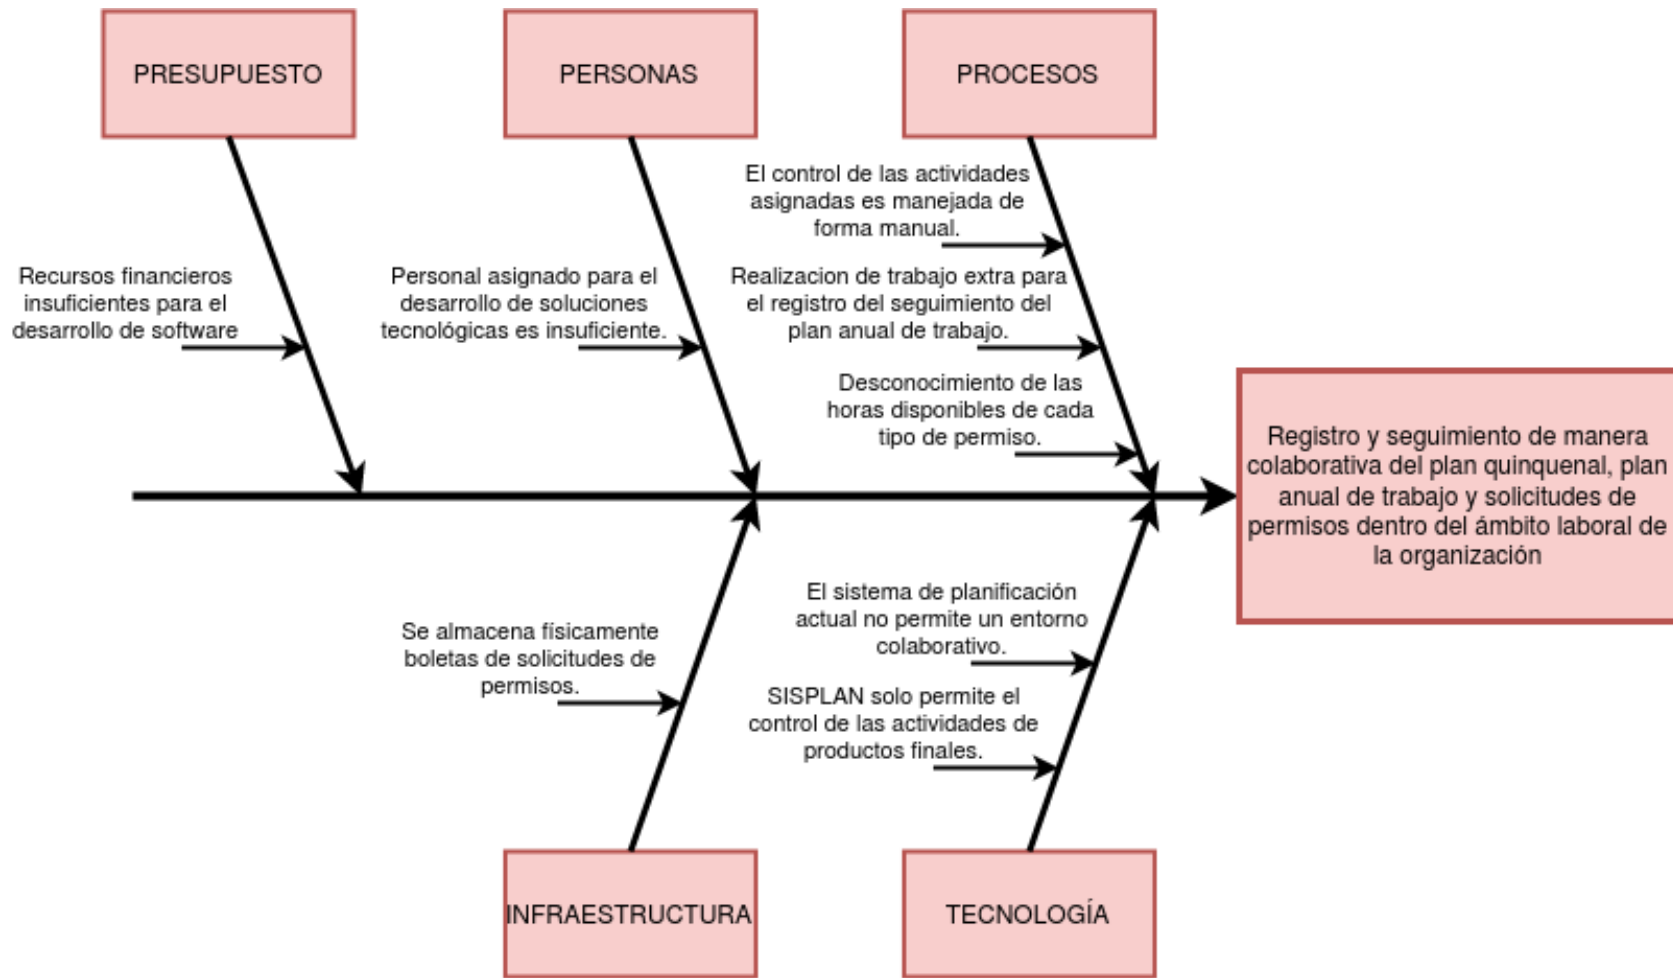 PRESUPUESTO
PERSONAS
PROCESOS
El control de las actividades
asignadas es manejada de
forma manual.
Recursos financieros
insuficientes para el
desarrollo de software
Personal asignado para el
desarrollo de soluciones
tecnológicas es insuficiente.
Realizacion de trabajo extra para
el registro del seguimiento del
plan anual de trabajo.
Desconocimiento de las
horas disponibles de cada
tipo de permiso.
Registro y seguimiento de manera
colaborativa del plan quinquenal, plan
anual de trabajo y solicitudes de
permisos dentro del ámbito laboral de
la organización
Se almacena físicamente
boletas de solicitudes de
permisos.
El sistema de planificación
actual no permite un entorno
colaborativo.
SISPLAN solo permite el
control de las actividades de
productos finales.
INFRAESTRUCTURA
TECNOLOGÍA